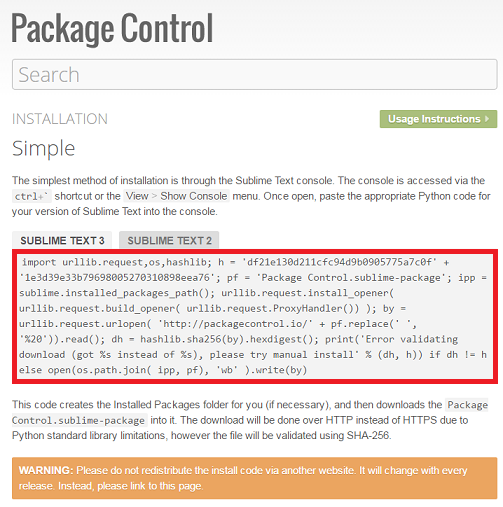 Package Control
Search
INSTALLATION
Usage Instructions
Simple
The simplest method of installation is through the Sublime Text console. The console is accessed via the
ctrl+` shortcut or the View > Show Console menu. Once open, paste the appropriate Python code for
your version of Sublime Text into the console.
SUBLIME TEXT 3 SUBLIME TEXT 2
import urllib.request,os,hashlib; h = 'df21e130d211cfc94d9b0905775a7c0f' +
'1e3d39e33b79698005270310898eea76'; pf = 'Package Control.sublime-package'; ipp =
sublime.installed_packages_path(); urllib.request.install_opener(
urllib.request.build_opener( urllib.request.ProxyHandler()) ); by =
urllib.request.urlopen( 'http://packagecontrol.io/' + pf.replace(' ',
'%20')).read(); dh = hashlib.sha256(by).hexdigest(); print('Error validating
download (got %s instead of %s), please try manual install' % (dh, h)) if dh != h
else open(os.path.join( ipp, pf), 'wb' ).write(by)
This code creates the Installed Packages folder for you (if necessary), and then downloads the Package
Control.sublime-package into it. The download will be done over HTTP instead of HTTPS due to
Python standard library limitations, however the file will be validated using SHA-256.
WARNING: Please do not redistribute the install code via another website. It will change with every
release. Instead, please link to this page.